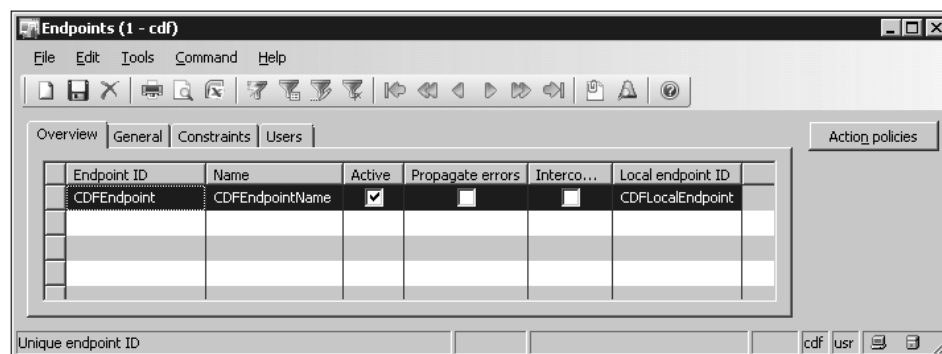 Endpoints (1 - cdf)
File Edit Tools Command Help
Overview General Constraints Users Action policies
Endpoint ID Name Active Propagate errors Interco... Local endpoint ID
CDFEndpoint CDFEndpointName CDFLocalEndpoint
Unique endpoint ID cdf usr